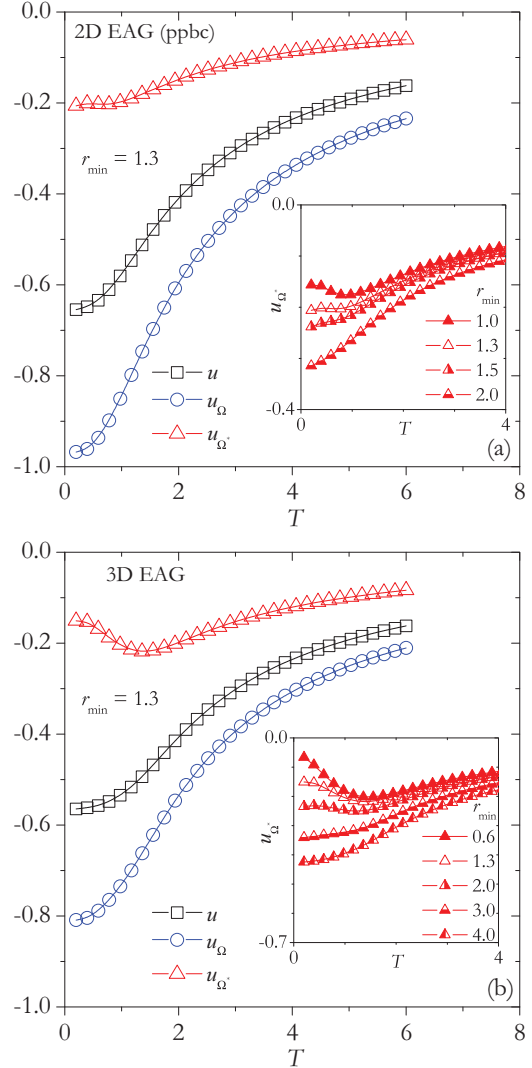 0.0
2D EAG (ppbc)
-0.2
r_min = 1.3
-0.4
-0.6
-0.8
-1.0
u
u_Ω
u_Ω*
0 2 4 6 8
T
0.0
u_Ω*
-0.4
0 2 4
T
r_min
1.0
1.3
1.5
2.0
(a)
0.0
3D EAG
-0.2
r_min = 1.3
-0.4
-0.6
-0.8
-1.0
u
u_Ω
u_Ω*
0 2 4 6 8
T
0.0
u_Ω*
-0.7
0 2 4
T
r_min
0.6
1.3
2.0
3.0
4.0
(b)